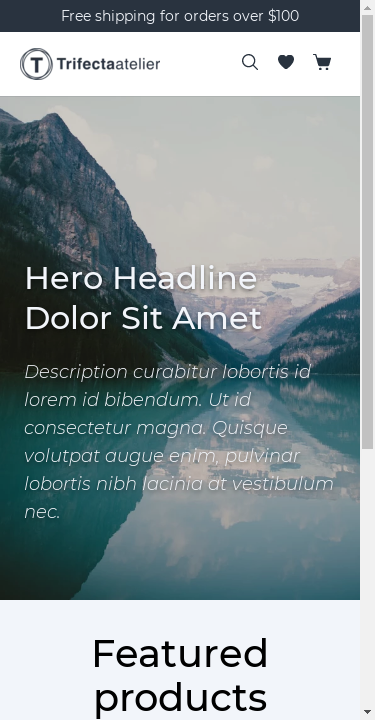 Free shipping for orders over $100
T Trifectaatelier
Hero Headline
Dolor Sit Amet
Description curabitur lobortis id
lorem id bibendum. Ut id
consectetur magna. Quisque
volutpat augue enim, pulvinar
lobortis nibh lacinia at vestibulum
nec.
Featured
products